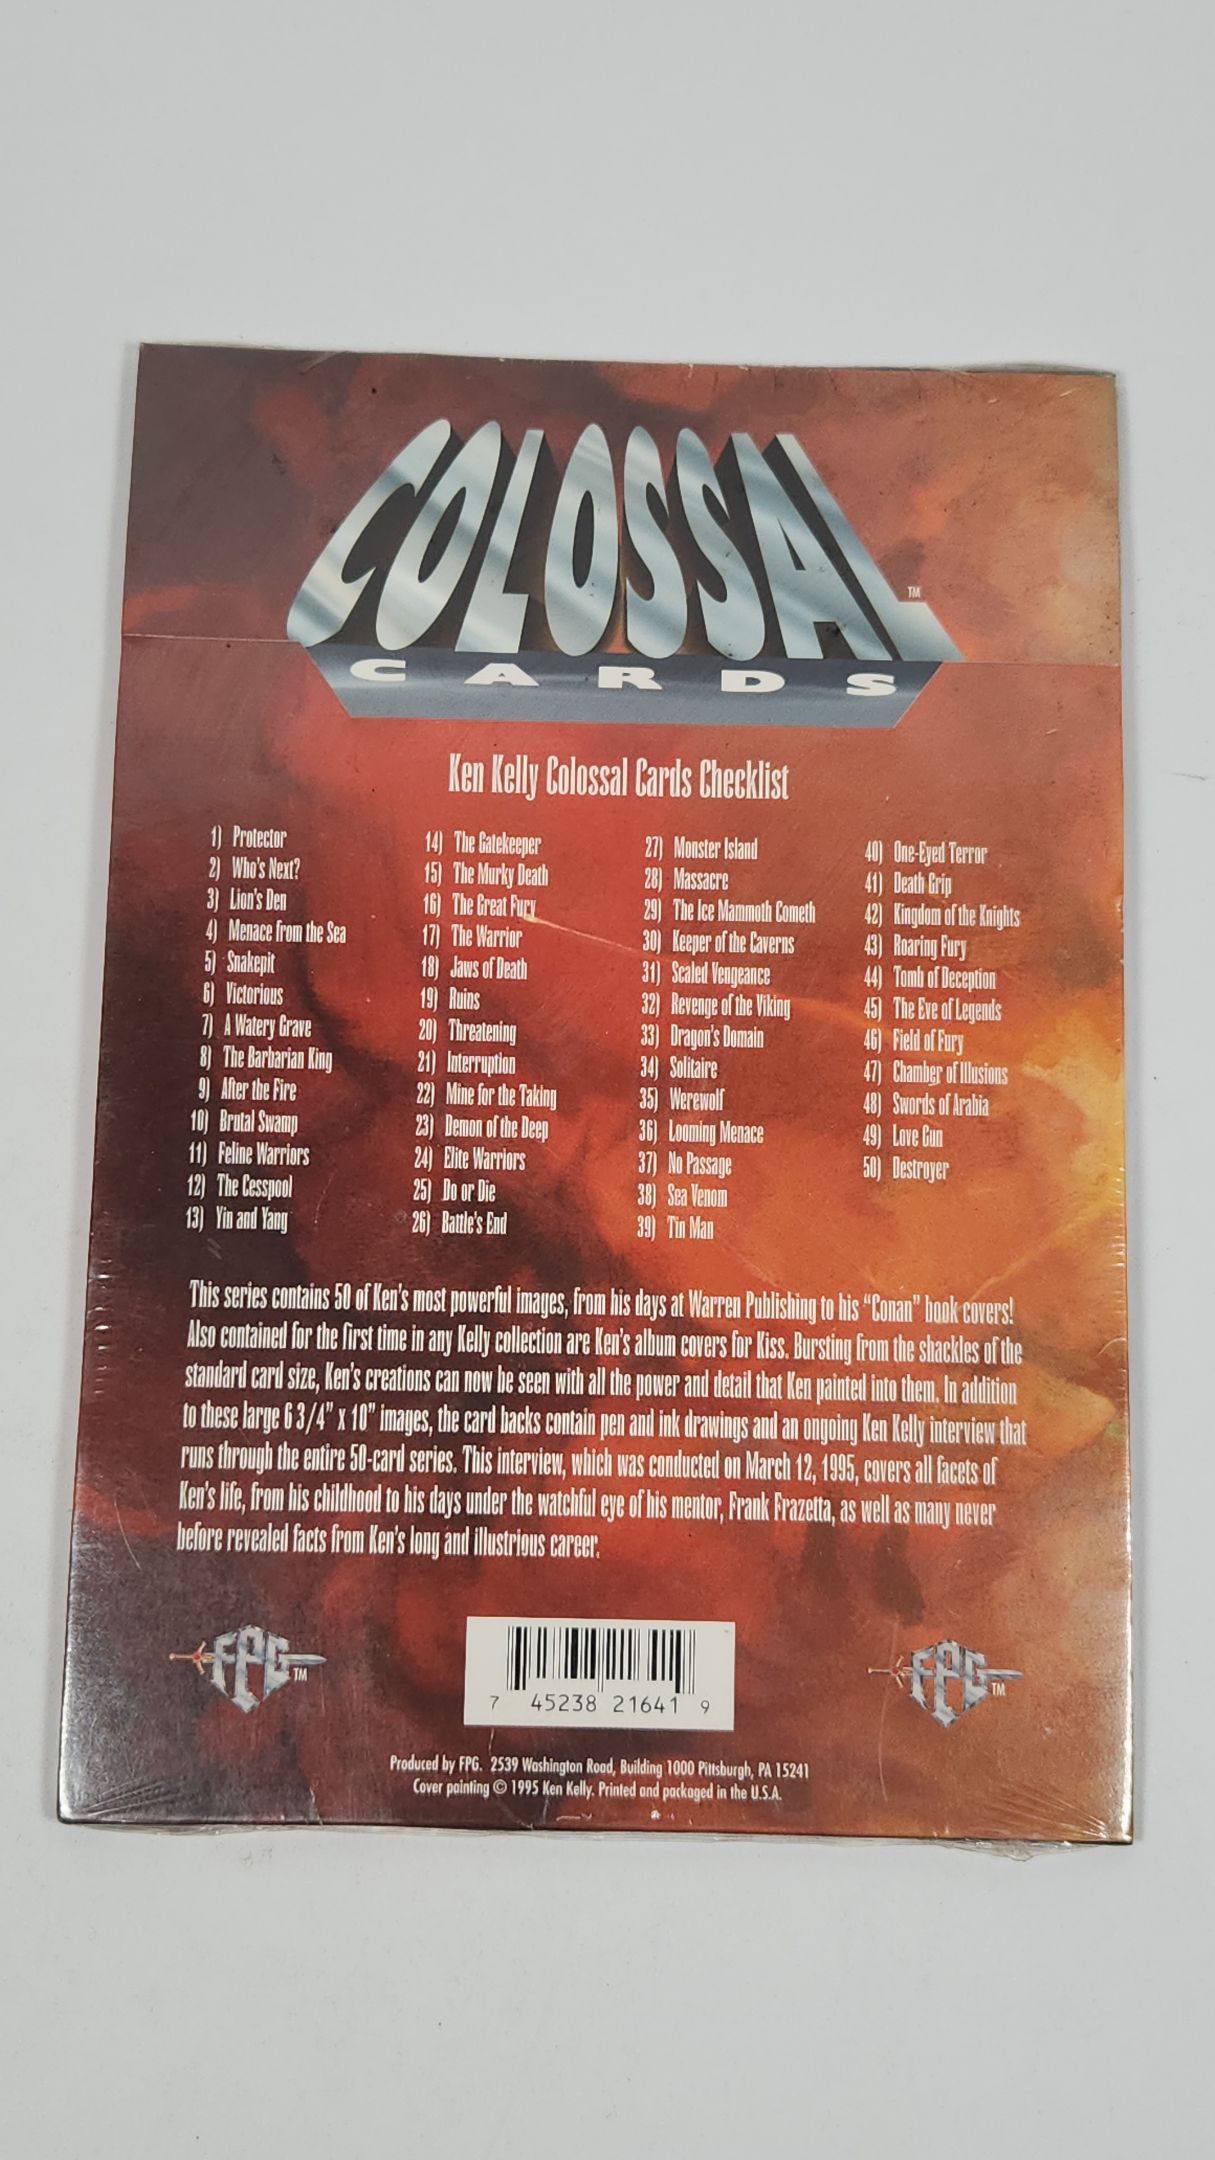 COLOSSAL™
CARDS
Ken Kelly Colossal Cards Checklist
1) Protector
2) Who's Next?
3) Lion's Den
4) Menace from the Sea
5) Snakepit
6) Victorious
7) A Watery Grave
8) The Barbarian King
9) After the Fire
10) Brutal Swamp
11) Feline Warriors
12) The Cesspool
13) Yin and Yang
14) The Gatekeeper
15) The Murky Death
16) The Great Fury
17) The Warrior
18) Jaws of Death
19) Ruins
20) Threatening
21) Interruption
22) Mine for the Taking
23) Demon of the Deep
24) Elite Warriors
25) Do or Die
26) Battle's End
27) Monster Island
28) Massacre
29) The Ice Mammoth Cometh
30) Keeper of the Caverns
31) Scaled Vengeance
32) Revenge of the Viking
33) Dragon's Domain
34) Solitaire
35) Werewolf
36) Looming Menace
37) No Passage
38) Sea Venom
39) Tin Man
40) One-Eyed Terror
41) Death Grip
42) Kingdom of the Knights
43) Roaring Fury
44) Tomb of Deception
45) The Eve of Legends
46) Field of Fury
47) Chamber of Illusions
48) Swords of Arabia
49) Love Gun
50) Destroyer
This series contains 50 of Ken's most powerful images, from his days at Warren Publishing to his “Conan” book covers!
Also contained for the first time in any Kelly collection are Ken's album covers for Kiss. Bursting from the shackles of the
standard card size, Ken's creations can now be seen with all the power and detail that Ken painted into them. In addition
to these large 6 3/4” x 10” images, the card backs contain pen and ink drawings and an ongoing Ken Kelly interview that
runs through the entire 50-card series. This interview, which was conducted on March 12, 1995, covers all facets of
Ken's life, from his childhood to his days under the watchful eye of his mentor, Frank Frazetta, as well as many never
before revealed facts from Ken's long and illustrious career.
FPG™
7 45238 21641 9
FPG™
Produced by FPG. 2539 Washington Road, Building 1000 Pittsburgh, PA 15241
Cover painting © 1995 Ken Kelly. Printed and packaged in the U.S.A.